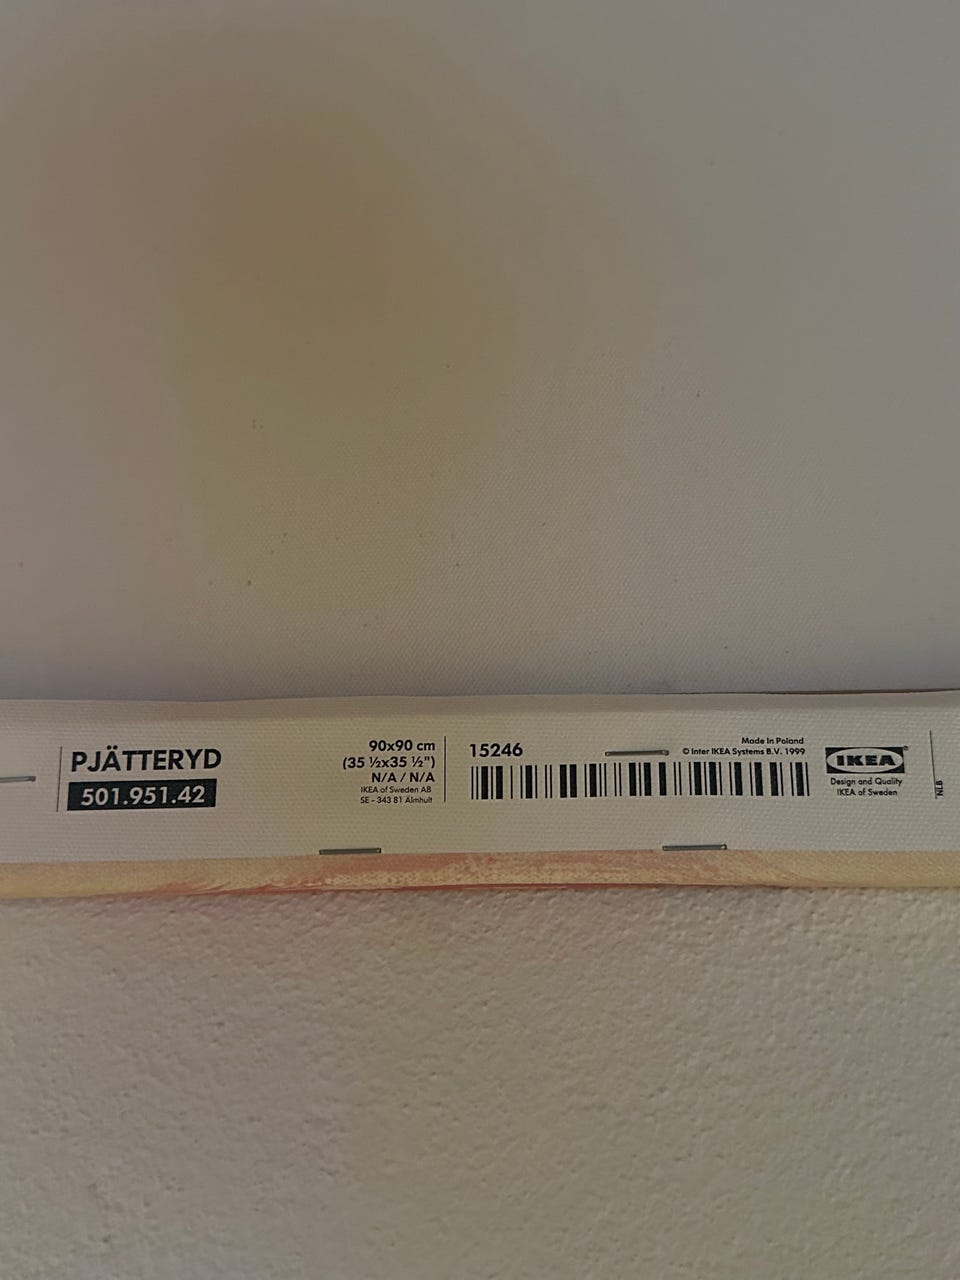 PJÄTTERYD
501.951.42
90x90 cm
(35 ½x35 ½")
N/A / N/A
IKEA of Sweden AB
SE - 343 81 Älmhult
15246
Made In Poland
© Inter IKEA Systems B.V. 1999
IKEA®
Design and Quality
IKEA of Sweden
NLB